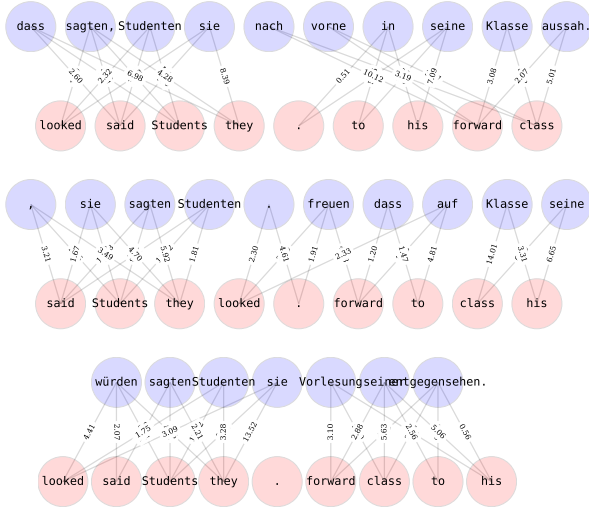 dass sagten, Studenten sie nach vorne in seine Klasse aussah.
2.60 2.32 6.98 4.28 8.39 0.51 10.12 3.19 7.09 3.08 2.07 5.01
looked said Students they . to his forward class
, sie sagten Studenten . freuen dass auf Klasse seine
3.21 1.67 3.49 4.70 5.92 1.81 2.30 4.61 1.91 2.33 1.20 1.47 4.81 14.01 3.31 6.65
said Students they looked . forward to class his
würden sagten Studenten sie Vorlesung seiner entgegensehen.
4.41 2.07 1.75 3.09 2.21 3.28 13.52 3.10 2.88 5.63 2.56 5.06 0.56
looked said Students they . forward class to his